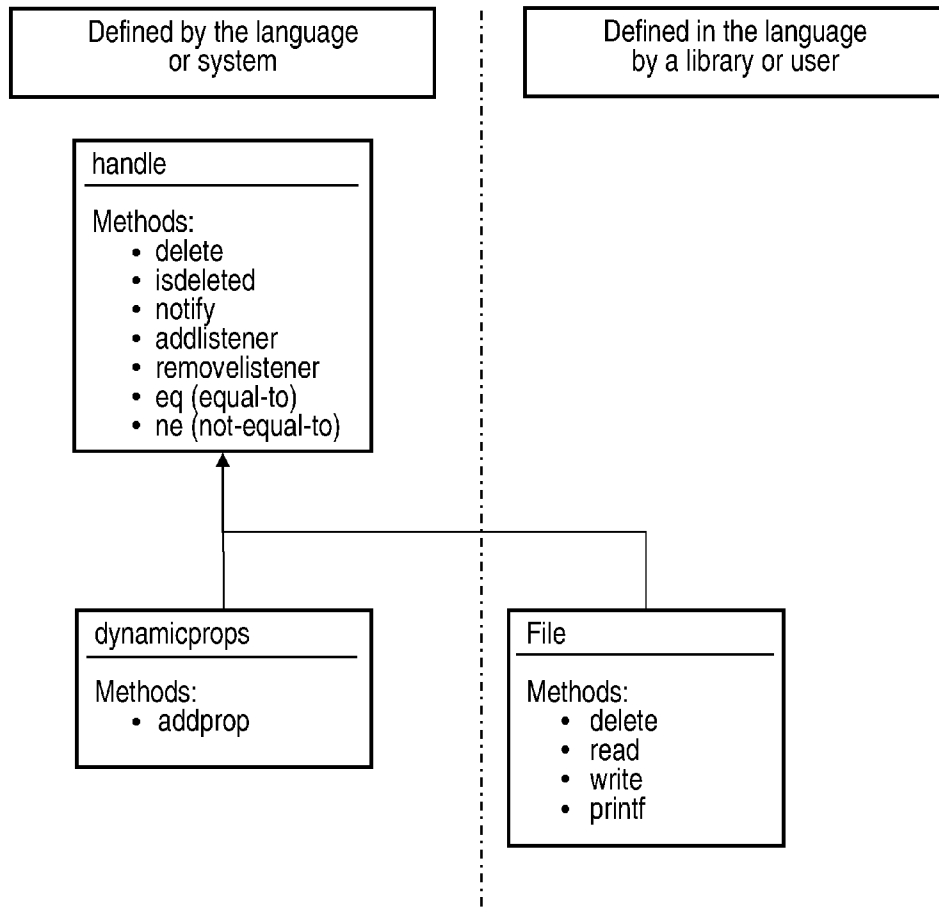 Defined by the language
or system
Defined in the language
by a library or user
handle
Methods:
• delete
• isdeleted
• notify
• addlistener
• removelistener
• eq (equal-to)
• ne (not-equal-to)
dynamicprops
Methods:
• addprop
File
Methods:
• delete
• read
• write
• printf